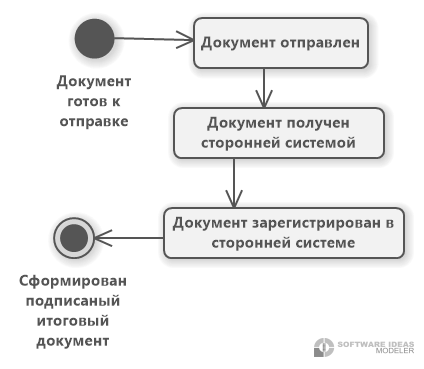 Документ отправлен
Документ
готов к
отправке
Документ получен
сторонней системой
Документ зарегистрирован в
сторонней системе
Сформирован
подписаный
итоговый
документ
SOFTWARE IDEAS
MODELER